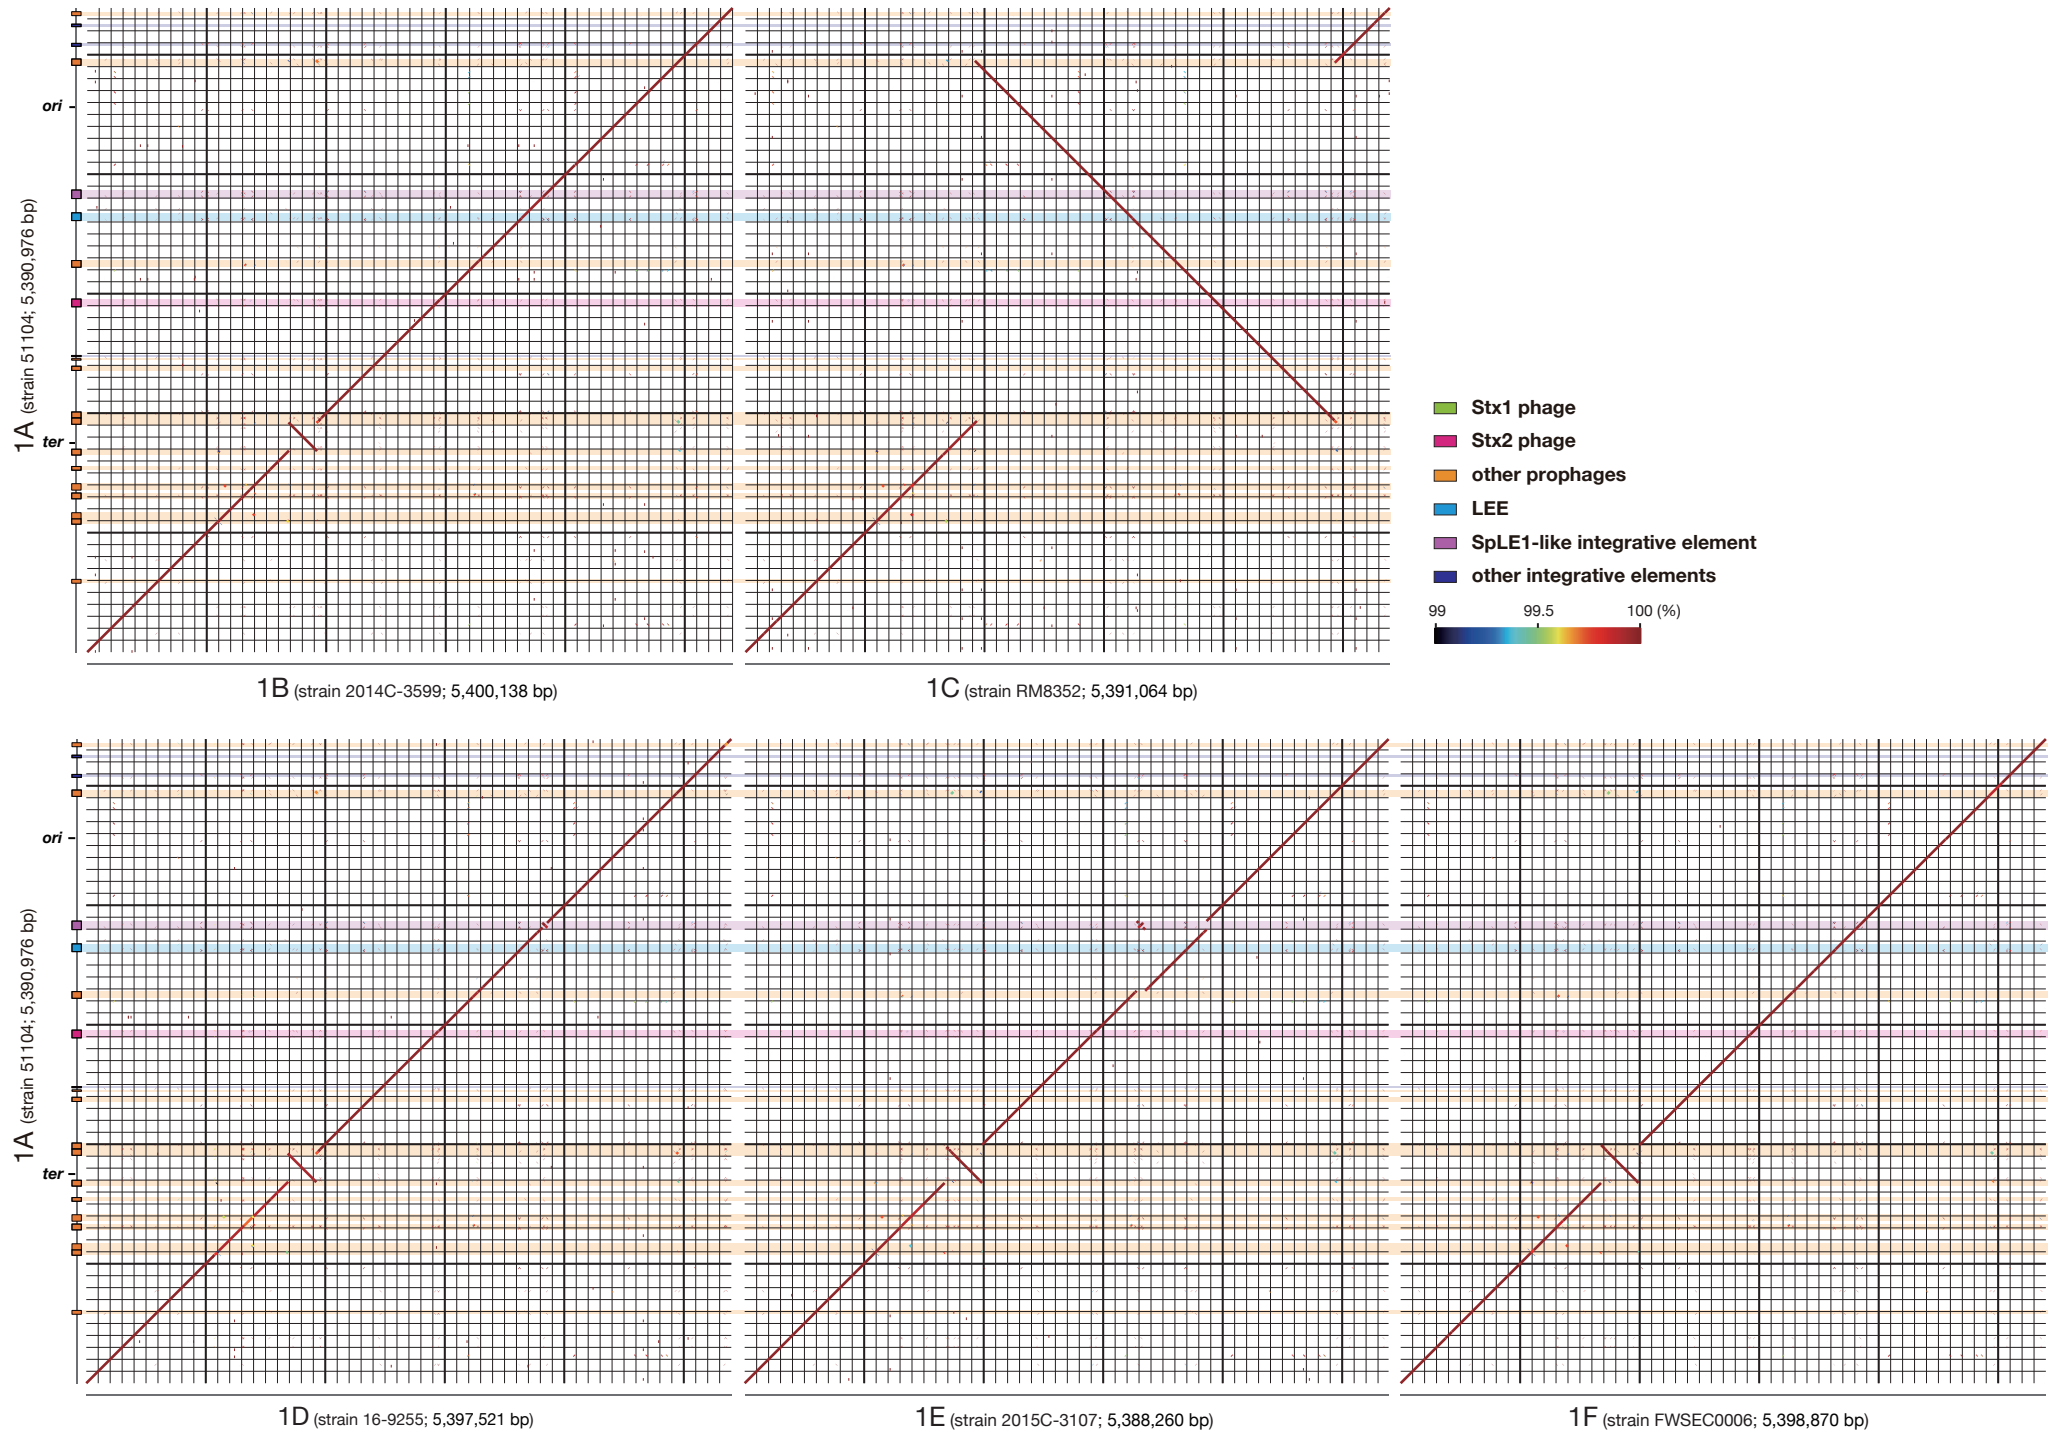 ori
ter
1A (strain 51104; 5,390,976 bp)
1B (strain 2014C-3599; 5,400,138 bp)
1C (strain RM8352; 5,391,064 bp)
Stx1 phage
Stx2 phage
other prophages
LEE
SpLE1-like integrative element
other integrative elements
99 99.5 100 (%)
ori
ter
1A (strain 51104; 5,390,976 bp)
1D (strain 16-9255; 5,397,521 bp)
1E (strain 2015C-3107; 5,388,260 bp)
1F (strain FWSEC0006; 5,398,870 bp)